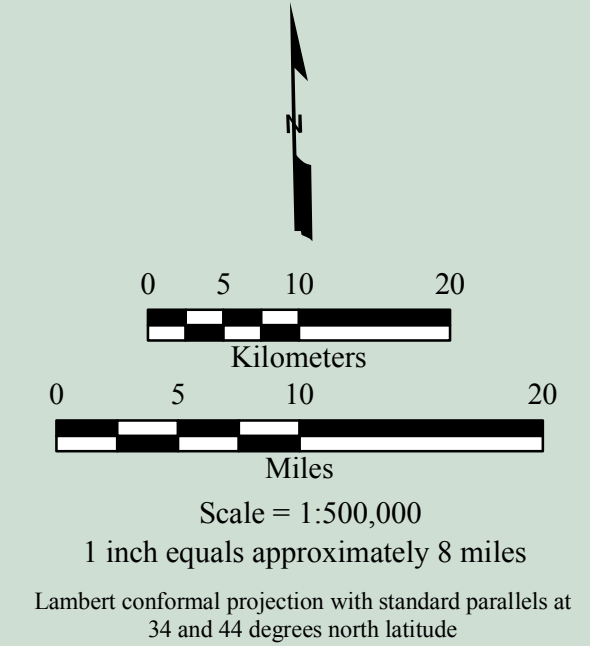 N
0 5 10 20
Kilometers
0 5 10 20
Miles
Scale = 1:500,000
1 inch equals approximately 8 miles
Lambert conformal projection with standard parallels at
34 and 44 degrees north latitude